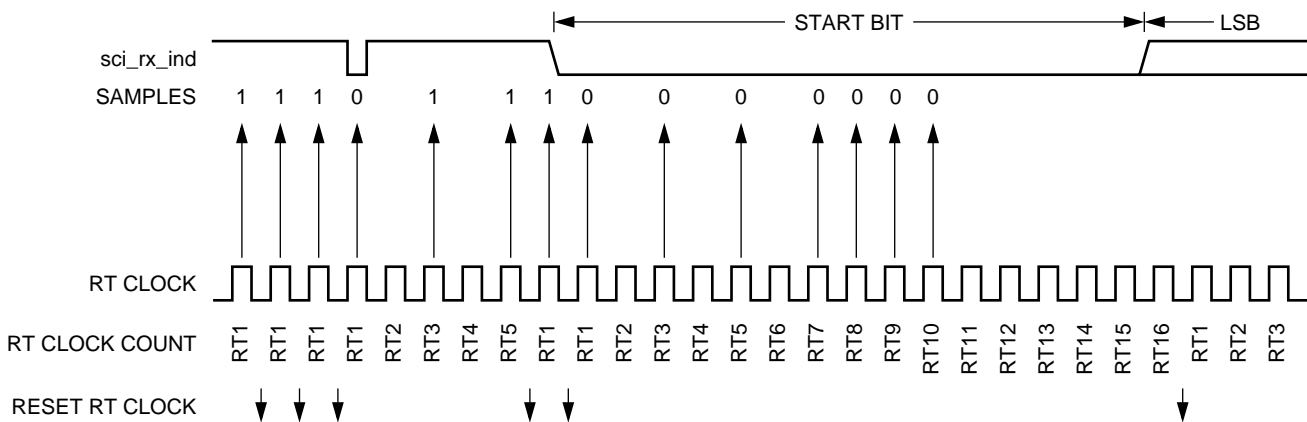 START BIT LSB
sci_rx_ind
SAMPLES 1 1 1 0 1 1 1 0 0 0 0 0 0 0
RT CLOCK
RT CLOCK COUNT RT1 RT1 RT1 RT1 RT2 RT3 RT4 RT5 RT1 RT1 RT2 RT3 RT4 RT5 RT6 RT7 RT8 RT9 RT10 RT11 RT12 RT13 RT14 RT15 RT16 RT1 RT2 RT3
RESET RT CLOCK